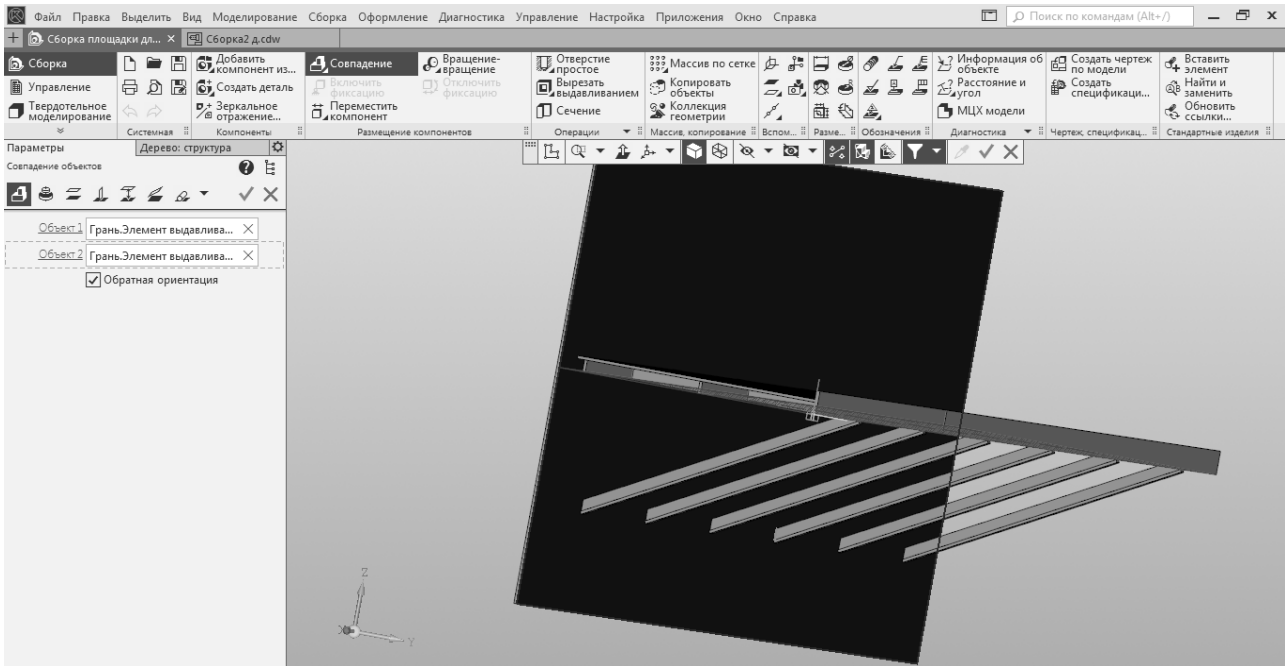 Файл Правка Выделить Вид Моделирование Сборка Оформление Диагностика Управление Настройка Приложения Окно Справка
Поиск по командам (Alt+/)
Сборка площадки дл...
Сборка2 д.cdw
Сборка
Управление
Твердотельное
моделирование
Системная
Добавить
компонент из...
Создать деталь
Зеркальное
отражение...
Компоненты
Совпадение
Включить
фиксацию
Переместить
компонент
Вращение-
вращение
Отключить
фиксацию
Размещение компонентов
Отверстие
простое
Вырезать
выдавливанием
Сечение
Операции
Массив по сетке
Копировать
объекты
Коллекция
геометрии
Массив, копирование
Вспом...
Разме...
Обозначения
Информация об
объекте
Расстояние и
угол
МЦХ модели
Диагностика
Создать чертеж
по модели
Создать
спецификаци...
Чертеж, спецификац...
Вставить
элемент
Найти и
заменить
Обновить
ссылки...
Стандартные изделия
Параметры
Дерево: структура
Совпадение объектов
Объект 1 Грань.Элемент выдавлива...
Объект 2 Грань.Элемент выдавлива...
Обратная ориентация
Z
X
Y